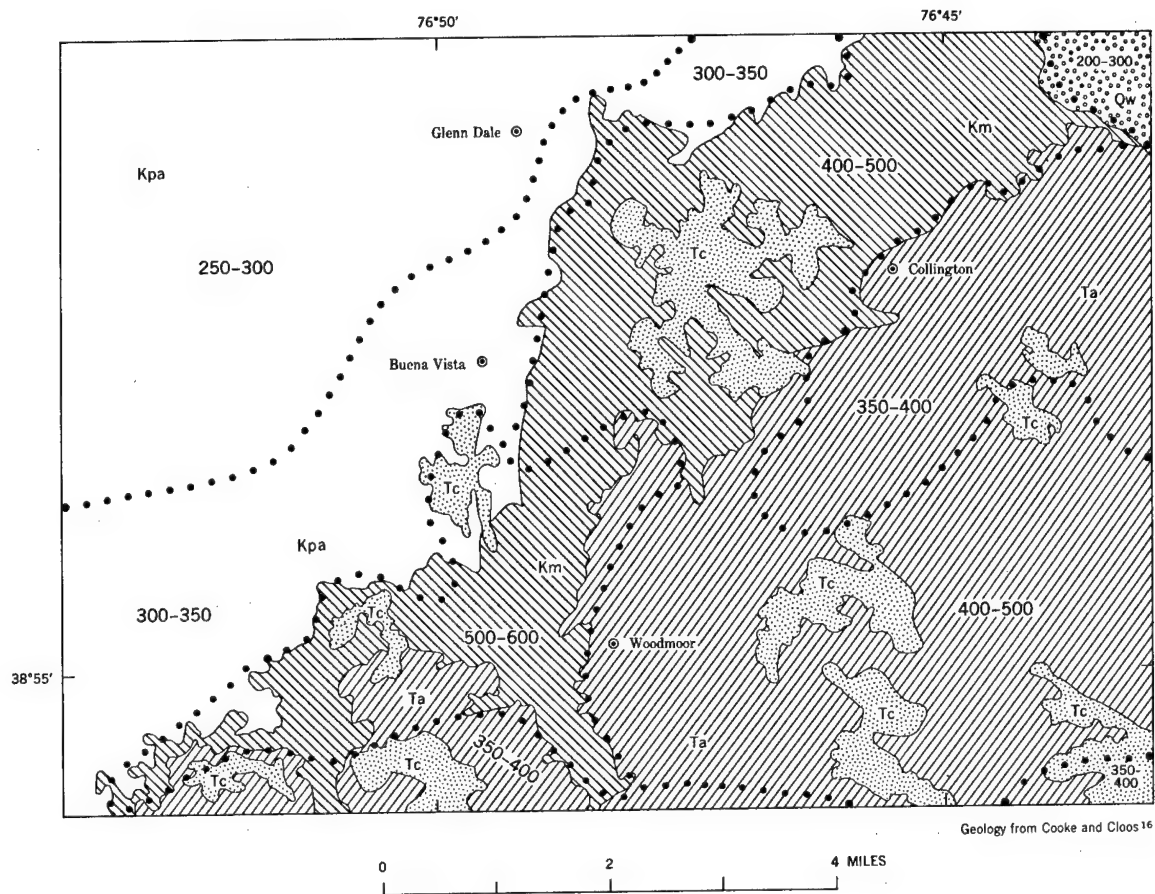 76°50'
76°45'
300–350
200–300
Qw
Glenn Dale
Km
Kpa
400–500
250–300
Tc
Collington
Ta
Buena Vista
350–400
Tc
Tc
Kpa
Km
Tc
300–350
Tc
400–500
500–600
Woodmoor
38°55'
Ta
Tc
Tc
Ta
350–400
Tc
Tc
350–
400
Geology from Cooke and Cloos 16
0
2
4 MILES